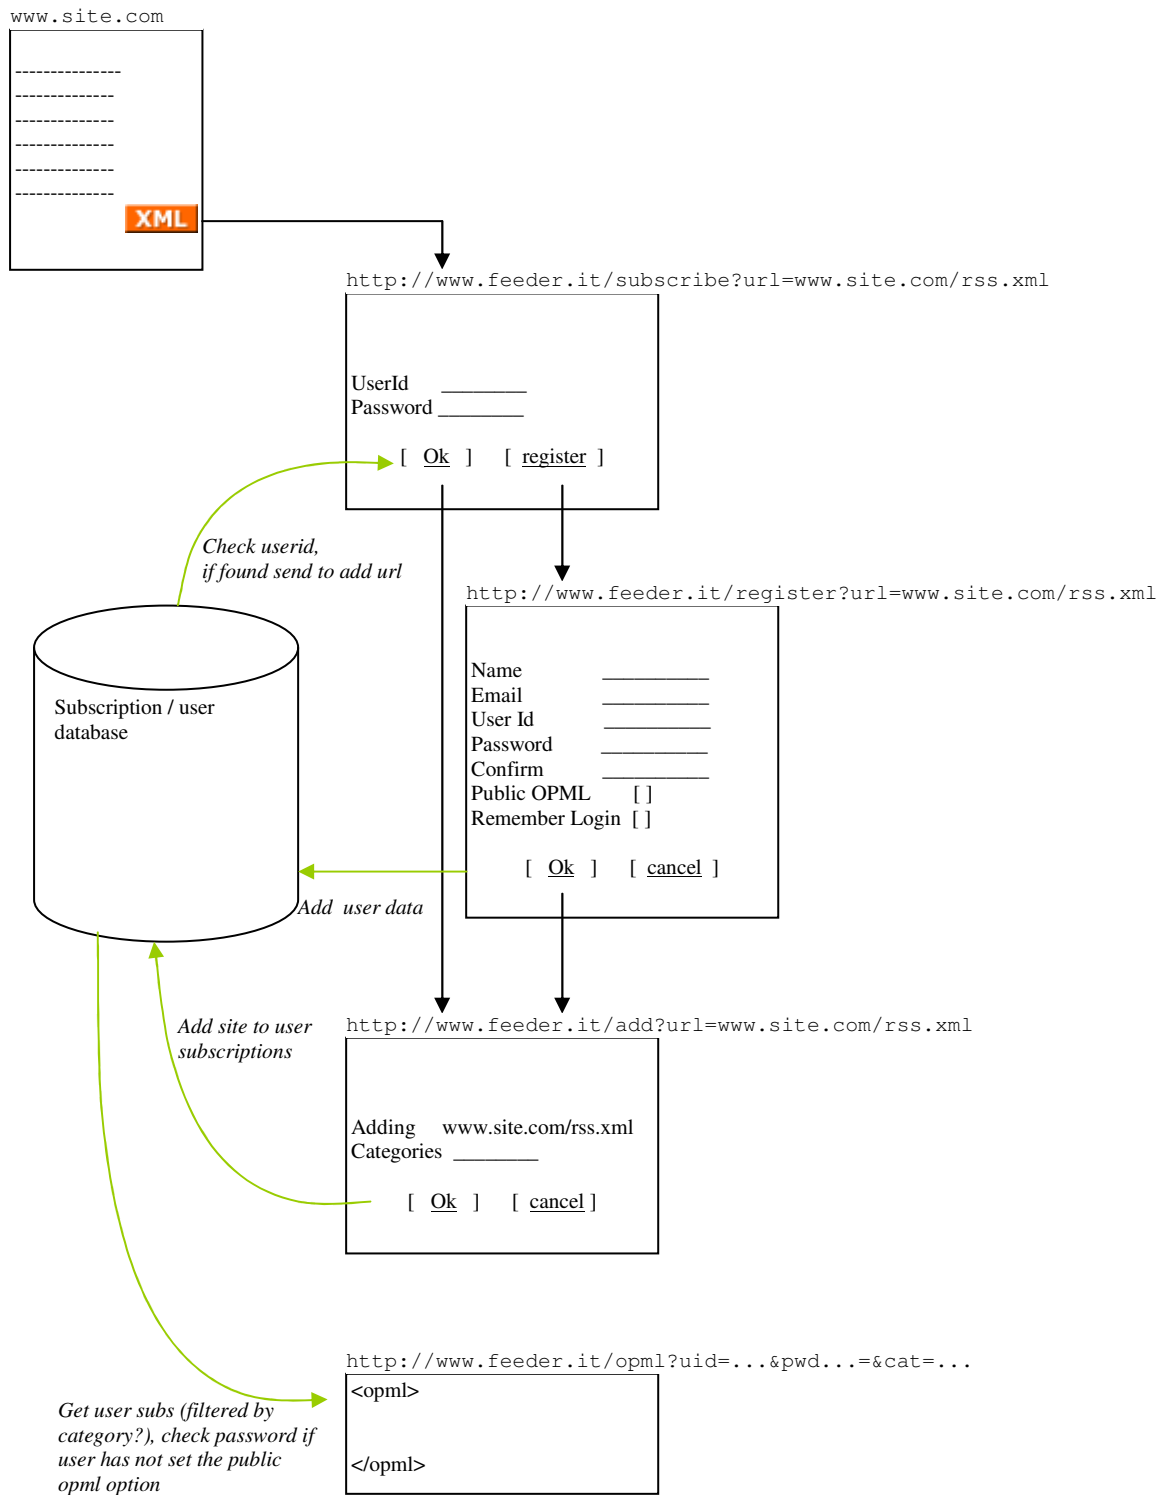 www.site.com
----------------
---------------
---------------
---------------
---------------
---------------
XML
http://www.feeder.it/subscribe?url=www.site.com/rss.xml
UserId ________
Password ________
[ Ok ] [ register ]
Check userid,
if found send to add url
http://www.feeder.it/register?url=www.site.com/rss.xml
Name __________
Email __________
User Id __________
Password __________
Confirm __________
Public OPML [ ]
Remember Login [ ]
[ Ok ] [ cancel ]
Subscription / user
database
Add user data
Add site to user
subscriptions
http://www.feeder.it/add?url=www.site.com/rss.xml
Adding www.site.com/rss.xml
Categories ________
[ Ok ] [ cancel ]
http://www.feeder.it/opml?uid=...&pwd...=&cat=...
<opml>
</opml>
Get user subs (filtered by
category?), check password if
user has not set the public
opml option